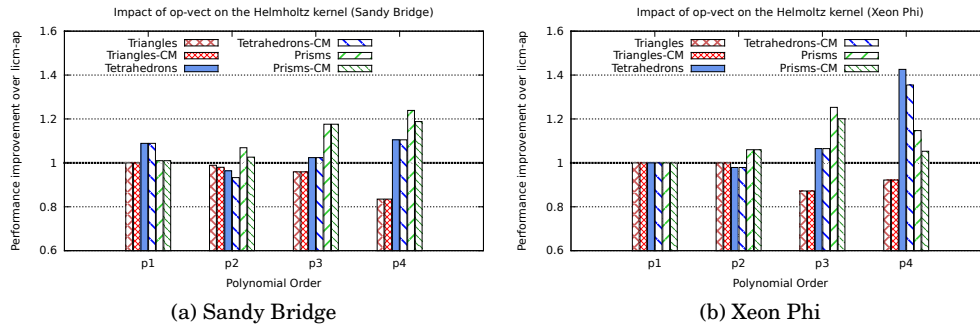 Impact of op-vect on the Helmholtz kernel (Sandy Bridge)
Performance improvement over licm-ap
1.6
1.4
1.2
1
0.8
0.6
Triangles
Triangles-CM
Tetrahedrons
Tetrahedrons-CM
Prisms
Prisms-CM
p1 p2 p3 p4
Polynomial Order
(a) Sandy Bridge
Impact of op-vect on the Helmoltz kernel (Xeon Phi)
Performance improvement over licm-ap
1.6
1.4
1.2
1
0.8
0.6
Triangles
Triangles-CM
Tetrahedrons
Tetrahedrons-CM
Prisms
Prisms-CM
p1 p2 p3 p4
Polynomial Order
(b) Xeon Phi